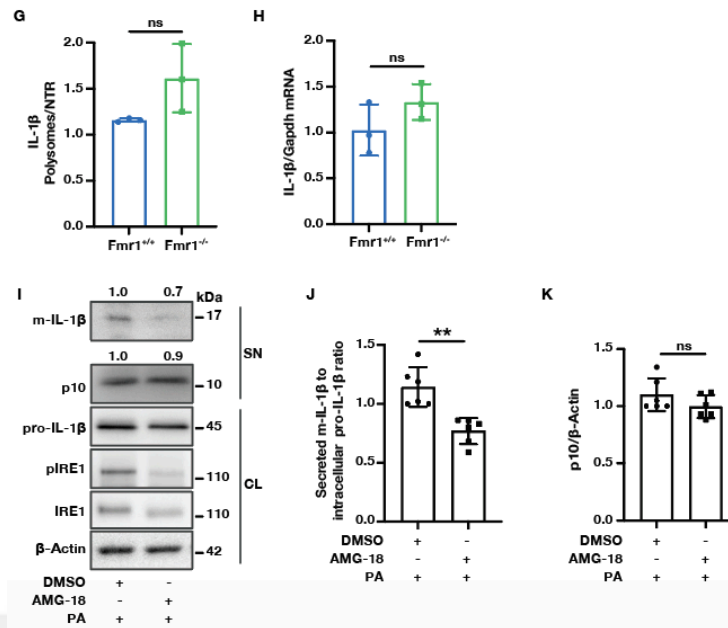 G
ns
IL-1β
Polysomes/NTR
2.0
1.5
1.0
0.5
0.0
Fmr1+/+ Fmr1-/-
H
ns
IL-1β/Gapdh mRNA
2.0
1.5
1.0
0.5
0.0
Fmr1+/+ Fmr1-/-
I
1.0 0.7 kDa
m-IL-1β 17
1.0 0.9
p10 10
SN
pro-IL-1β 45
pIRE1 110
IRE1 110
β-Actin 42
CL
DMSO + -
AMG-18 - +
PA + +
J
**
Secreted m-IL-1β to
intracellular pro-IL-1β ratio
1.5
1.0
0.5
0.0
DMSO + -
AMG-18 - +
PA + +
K
ns
p10/β-Actin
1.5
1.0
0.5
0.0
DMSO + -
AMG-18 - +
PA + +